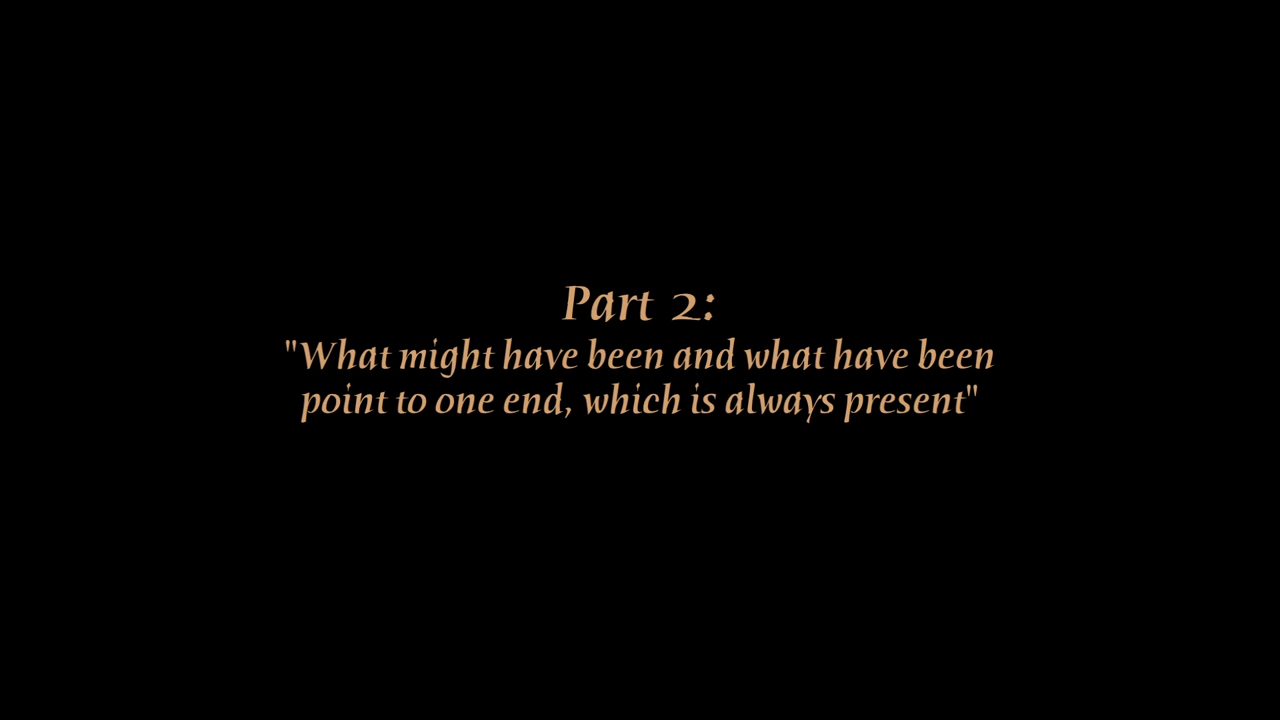 Part 2:
"What might have been and what have been
point to one end, which is always present"